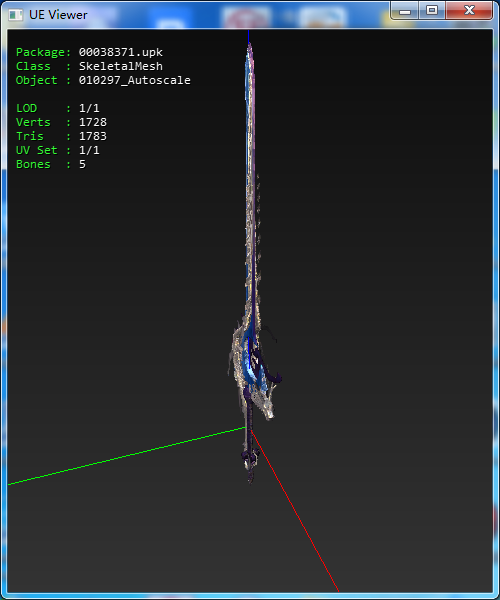 UE Viewer
Package: 00038371.upk
Class  : SkeletalMesh
Object : 010297_Autoscale
LOD    : 1/1
Verts  : 1728
Tris   : 1783
UV Set : 1/1
Bones  : 5